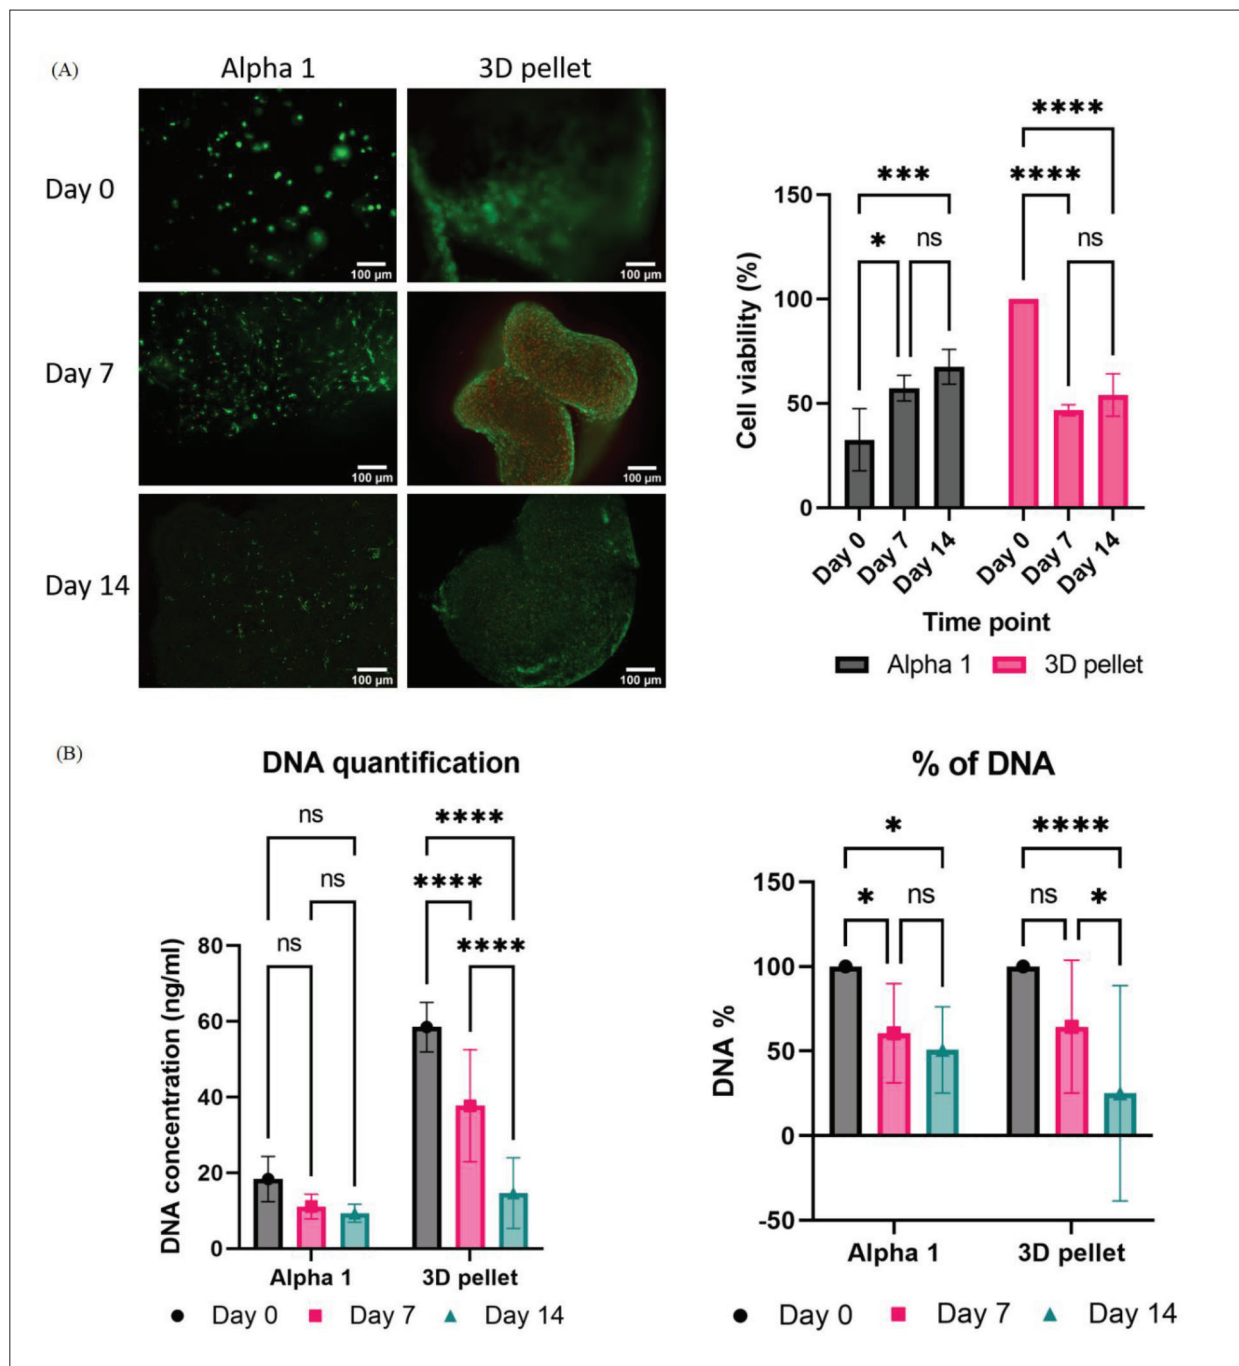 (A)
Alpha 1 3D pellet
Day 0
100 µm 100 µm
Day 7
100 µm 100 µm
Day 14
100 µm 100 µm
****
*** ****
* ns ns
Cell viability (%)
150
100
50
0
Day 0 Day 7 Day 14 Day 0 Day 7 Day 14
Time point
Alpha 1 3D pellet
(B)
DNA quantification
ns ****
ns ****
ns ****
DNA concentration (ng/ml)
80
60
40
20
0
Alpha 1 3D pellet
Day 0 Day 7 Day 14
% of DNA
* ****
* ns ns *
DNA %
150
100
50
0
-50
Alpha 1 3D pellet
Day 0 Day 7 Day 14